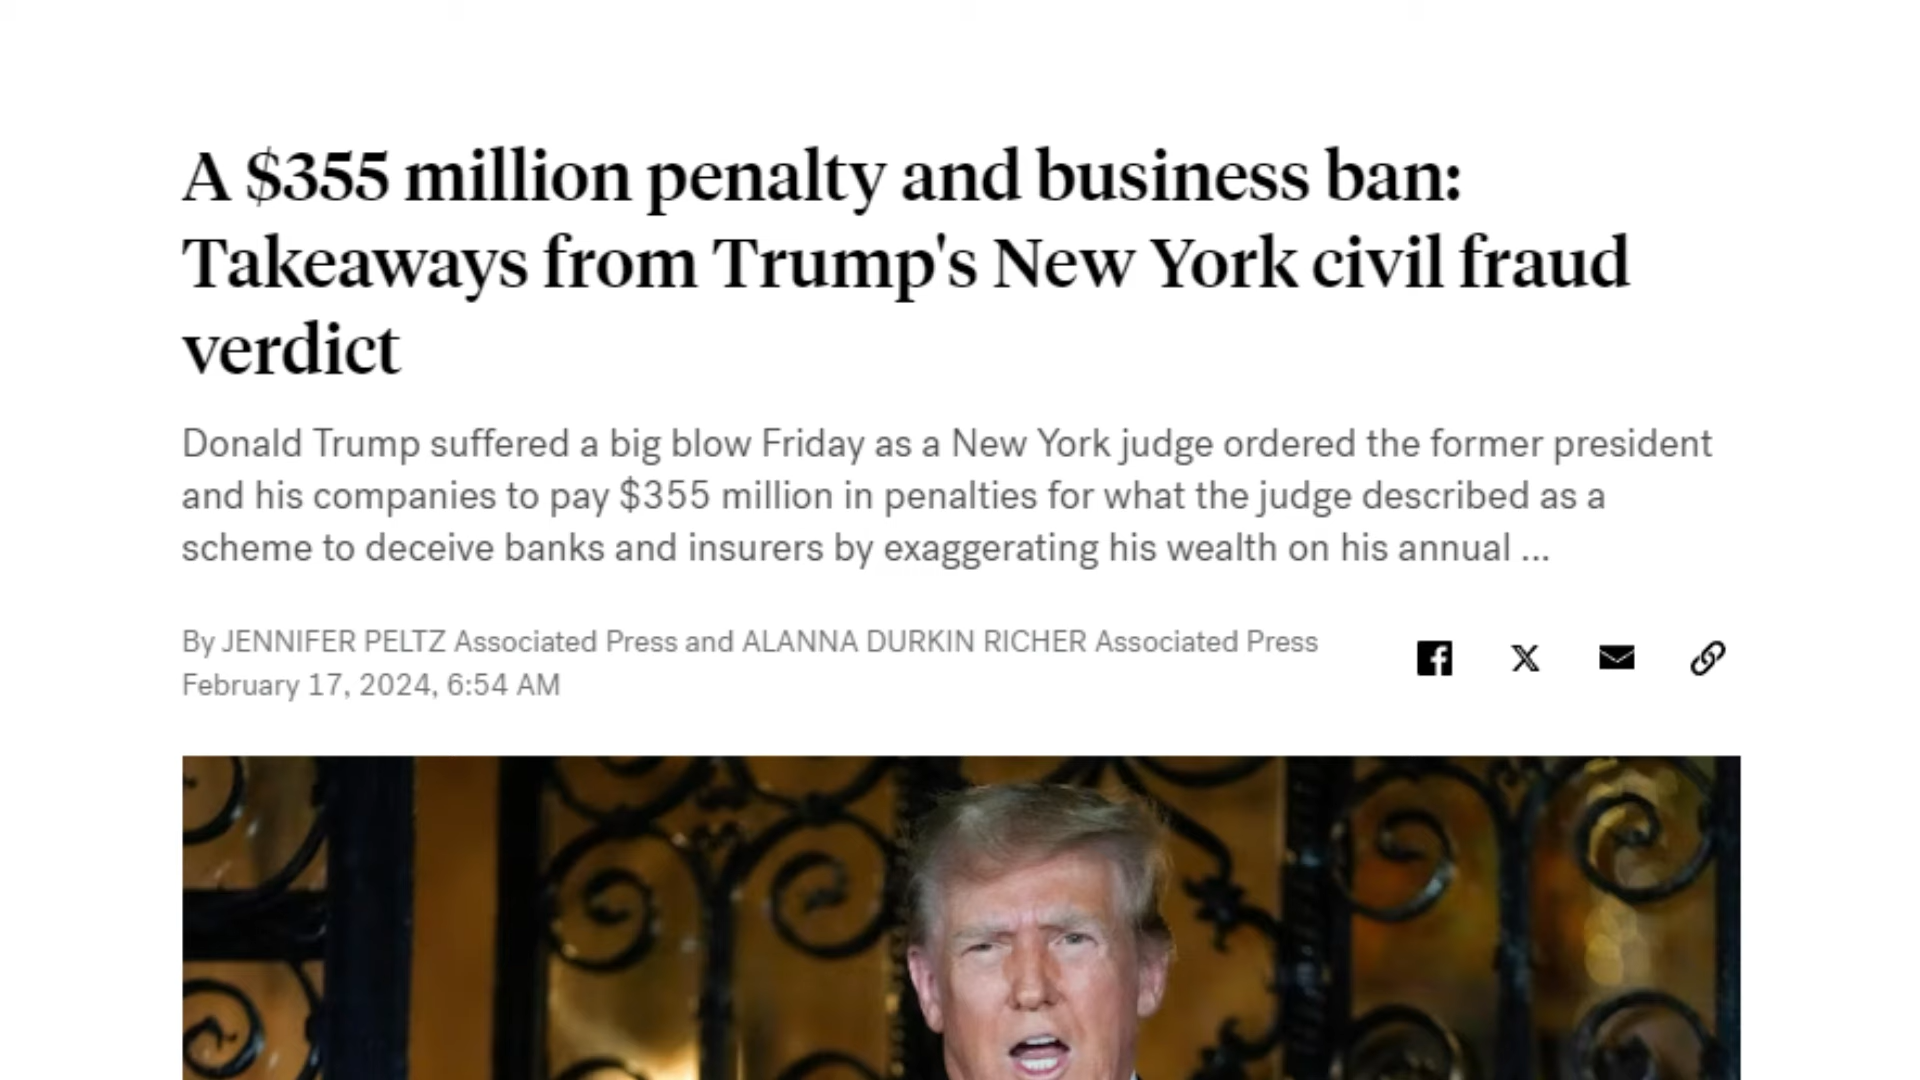 A $355 million penalty and business ban:
Takeaways from Trump's New York civil fraud
verdict
Donald Trump suffered a big blow Friday as a New York judge ordered the former president
and his companies to pay $355 million in penalties for what the judge described as a
scheme to deceive banks and insurers by exaggerating his wealth on his annual ...
By JENNIFER PELTZ Associated Press and ALANNA DURKIN RICHER Associated Press
February 17, 2024, 6:54 AM